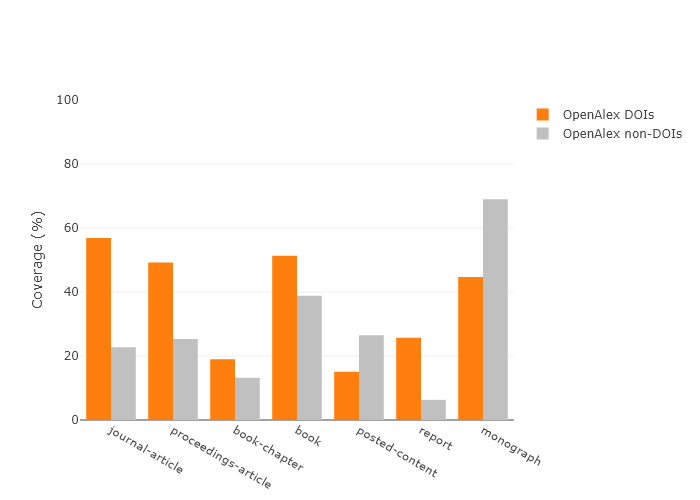 100
80
60
40
20
0
Coverage (%)
journal-article
proceedings-article
book-chapter
book
posted-content
report
monograph
OpenAlex DOIs
OpenAlex non-DOIs